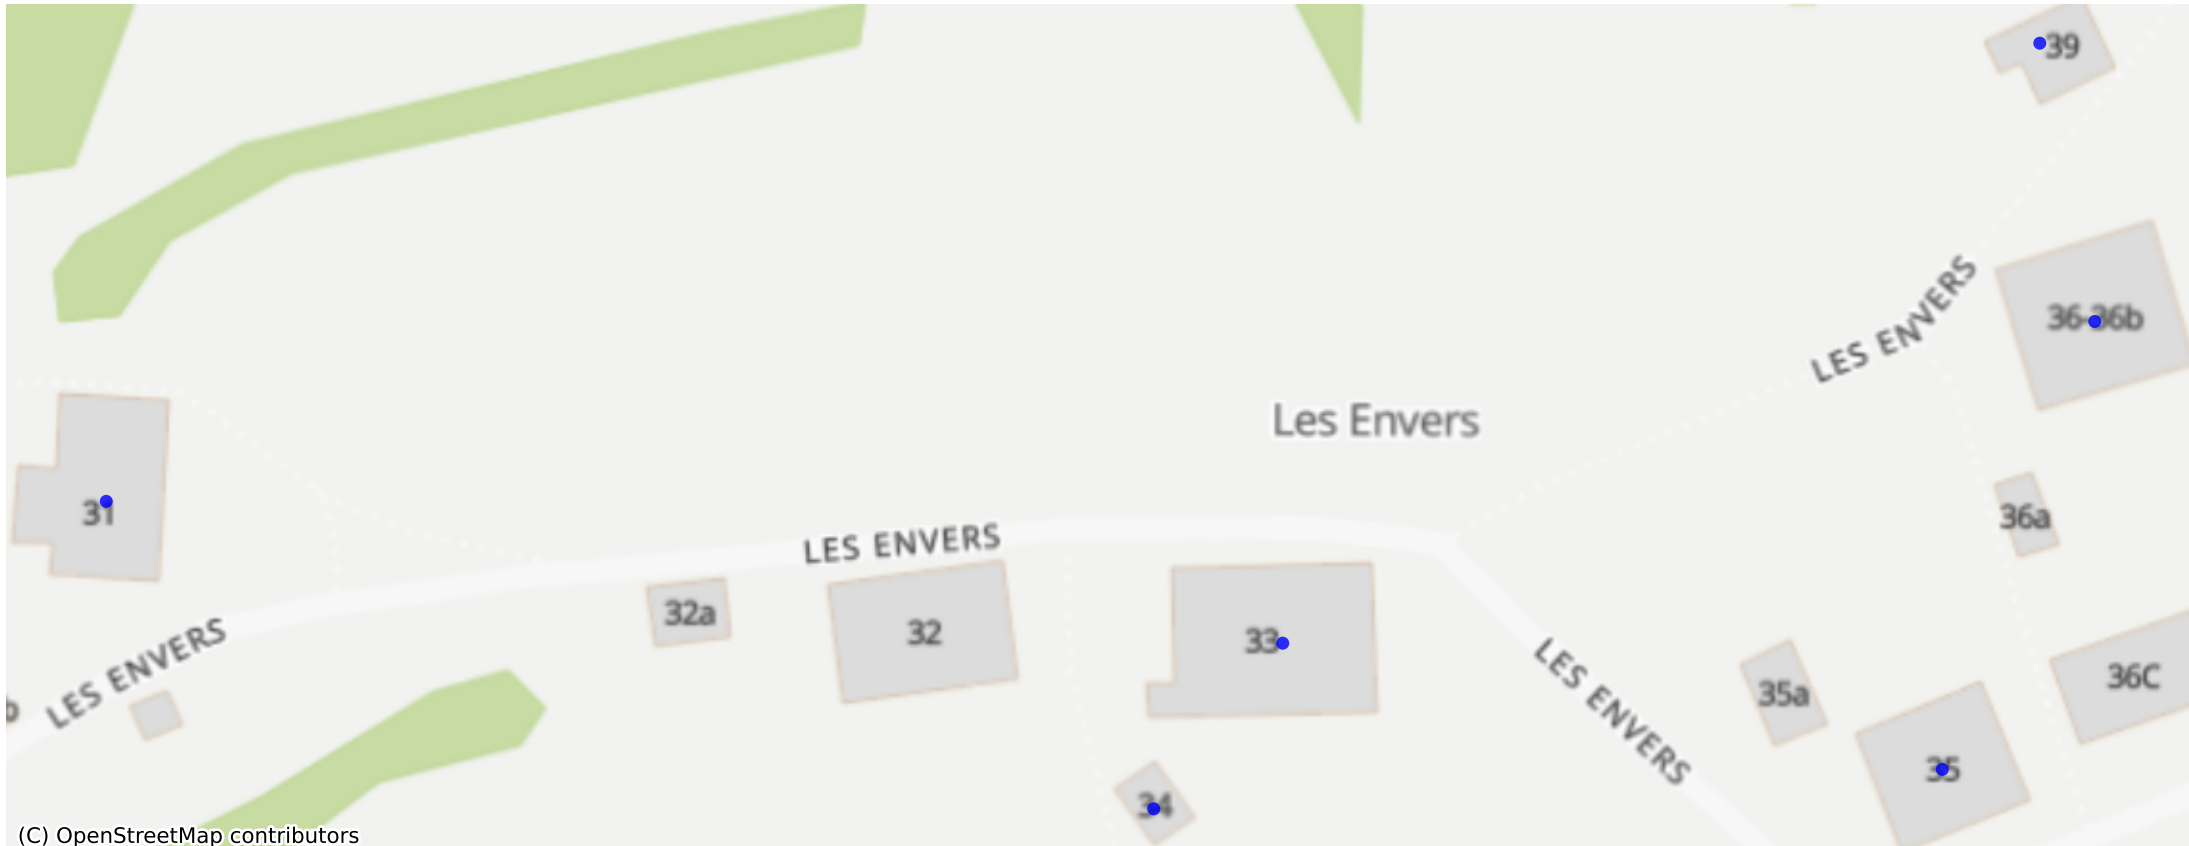 39
LES ENVERS
36-36b
Les Envers
31
36a
LES ENVERS
32a
32
33
LES ENVERS
LES ENVERS
35a
36C
35
34
(C) OpenStreetMap contributors